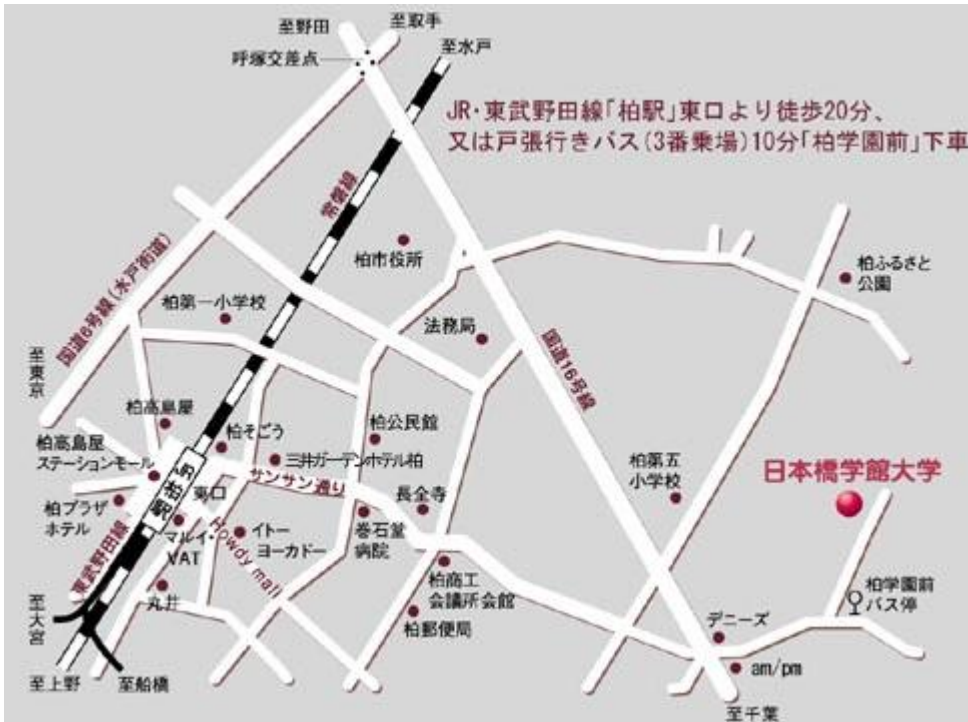 至野田
至取手
呼塚交差点
至水戸
JR・東武野田線「柏駅」東口より徒歩20分、
又は戸張行きバス(3番乗場)10分「柏学園前」下車
常磐線
国道6号線(水戸街道)
柏市役所
柏ふるさと
公園
柏第一小学校
法務局
国道16号線
至東京
柏高島屋
柏高島屋
ステーションモール
柏そごう
柏公民館
三井ガーデンホテル柏
サンサン通り
柏第五
小学校
日本橋学館大学
JR柏駅
東口
長全寺
柏プラザ
ホテル
マルイ・
VAT
イトー
ヨーカドー
Howdy mall
巻石堂
病院
東武野田線
丸井
柏商工
会議所会館
柏郵便局
柏学園前
バス停
デニーズ
am/pm
至大宮
至上野
至船橋
至千葉